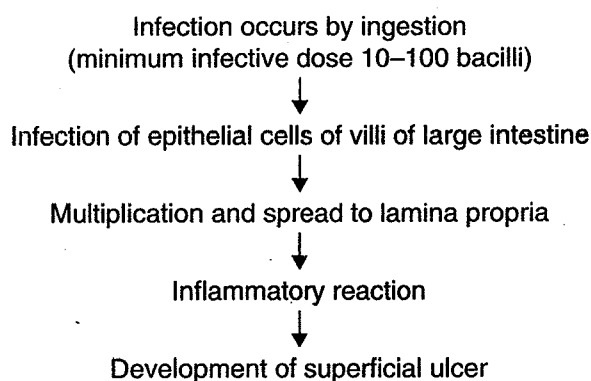 Infection occurs by ingestion
(minimum infective dose 10–100 bacilli)
Infection of epithelial cells of villi of large intestine
Multiplication and spread to lamina propria
Inflammatory reaction
Development of superficial ulcer